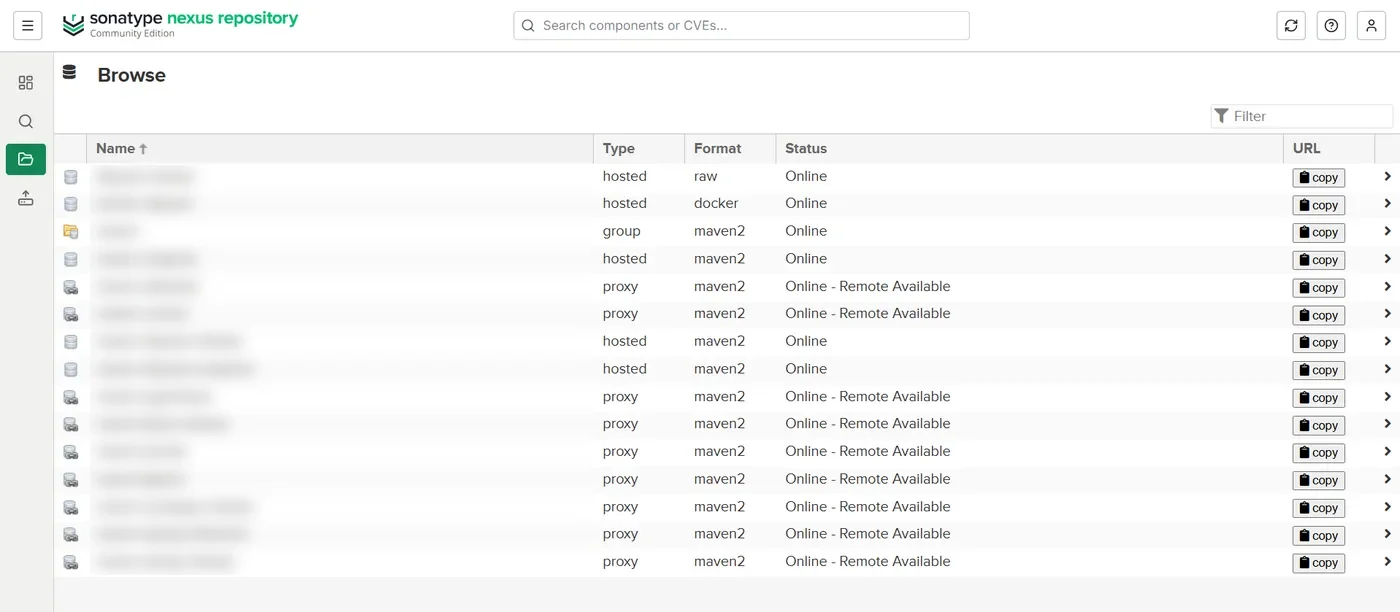 sonatype nexus repository
Community Edition
Search components or CVEs...
Browse
Filter
Name Type Format Status URL
hosted raw Online copy
hosted docker Online copy
group maven2 Online copy
hosted maven2 Online copy
proxy maven2 Online - Remote Available copy
proxy maven2 Online - Remote Available copy
hosted maven2 Online copy
hosted maven2 Online copy
proxy maven2 Online - Remote Available copy
proxy maven2 Online - Remote Available copy
proxy maven2 Online - Remote Available copy
proxy maven2 Online - Remote Available copy
proxy maven2 Online - Remote Available copy
proxy maven2 Online - Remote Available copy
proxy maven2 Online - Remote Available copy